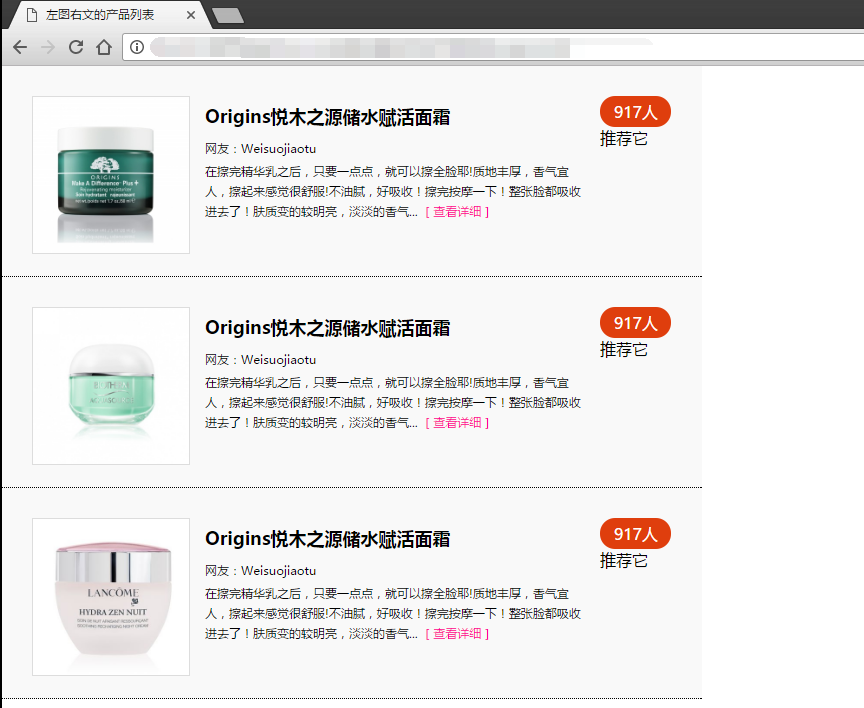 左图右文的产品列表
Origins悦木之源储水赋活面霜
917人
推荐它
网友：Weisuojiaotu
在擦完精华乳之后，只要一点点，就可以擦全脸耶!质地丰厚，香气宜
人，擦起来感觉很舒服!不油腻，好吸收！擦完按摩一下！整张脸都吸收
进去了！肤质变的较明亮，淡淡的香气... [ 查看详细 ]
ORIGINS
Make A Difference Plus+
Rejuvenating moisturizer
Origins悦木之源储水赋活面霜
917人
推荐它
网友：Weisuojiaotu
在擦完精华乳之后，只要一点点，就可以擦全脸耶!质地丰厚，香气宜
人，擦起来感觉很舒服!不油腻，好吸收！擦完按摩一下！整张脸都吸收
进去了！肤质变的较明亮，淡淡的香气... [ 查看详细 ]
Origins悦木之源储水赋活面霜
917人
推荐它
网友：Weisuojiaotu
在擦完精华乳之后，只要一点点，就可以擦全脸耶!质地丰厚，香气宜
人，擦起来感觉很舒服!不油腻，好吸收！擦完按摩一下！整张脸都吸收
进去了！肤质变的较明亮，淡淡的香气... [ 查看详细 ]
LANCÔME
HYDRA ZEN NUIT